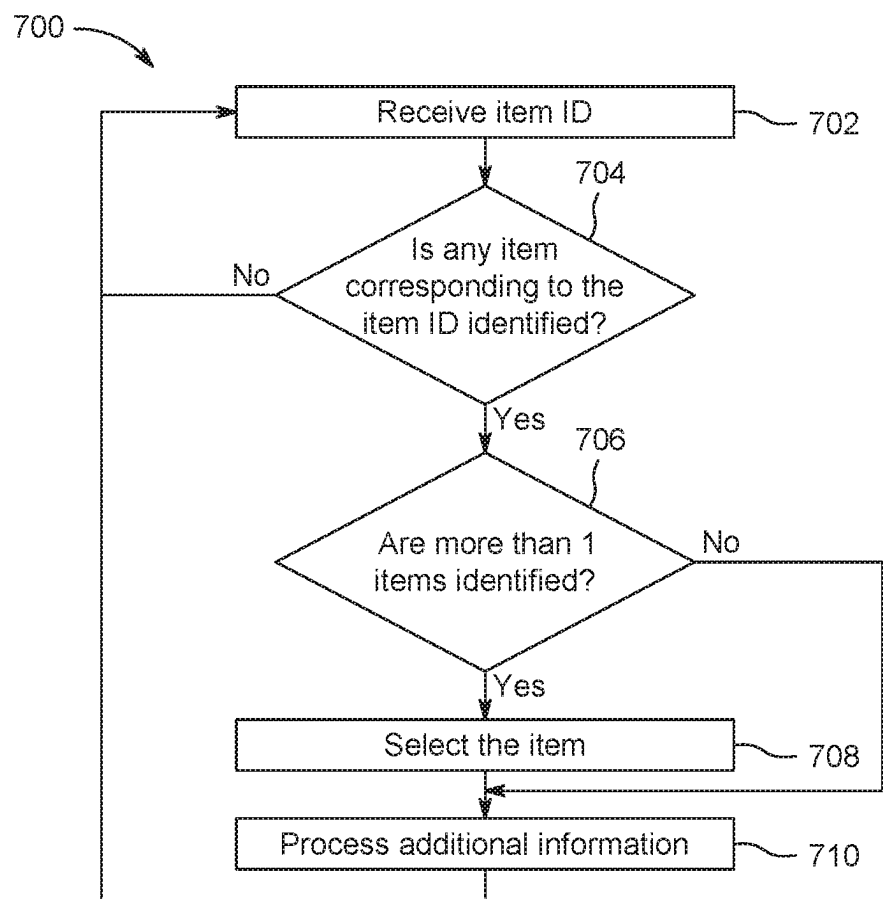 700
Receive item ID
702
704
Is any item
corresponding to the
item ID identified?
No
Yes
706
Are more than 1
items identified?
No
Yes
Select the item
708
Process additional information
710